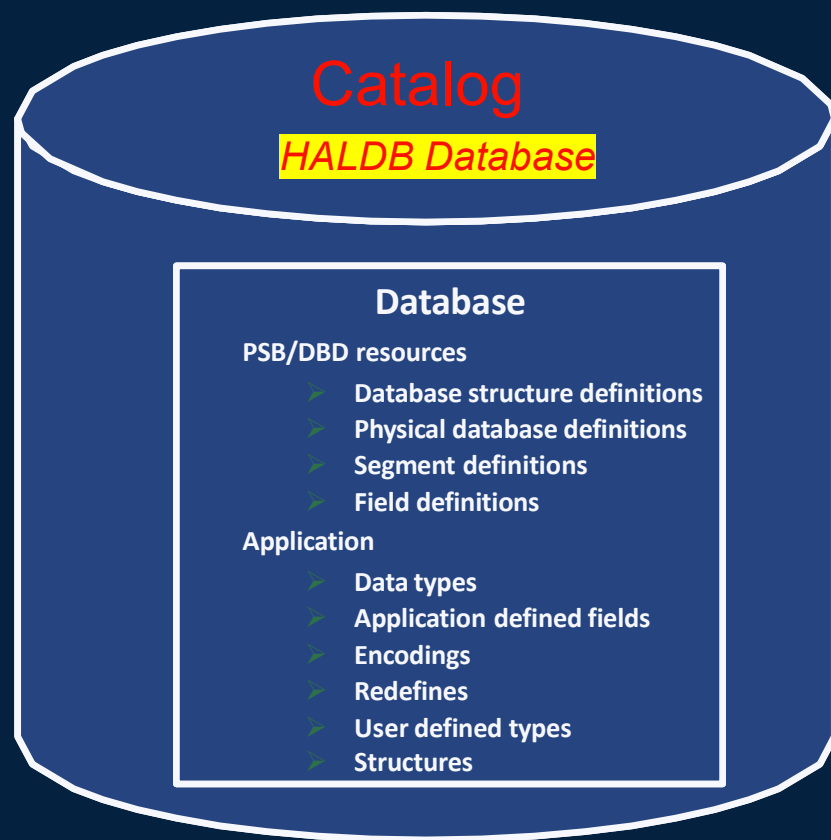 Catalog
HALDB Database
Database
PSB/DBD resources
Database structure definitions
Physical database definitions
Segment definitions
Field definitions
Application
Data types
Application defined fields
Encodings
Redefines
User defined types
Structures